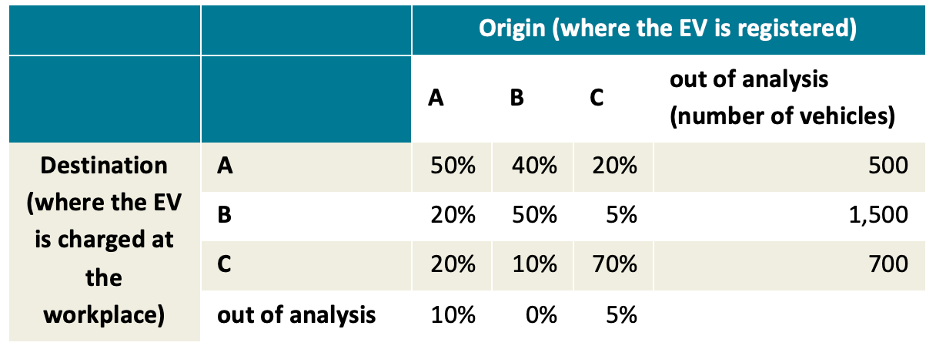 Origin (where the EV is registered)
A B C out of analysis (number of vehicles)
Destination (where the EV is charged at the workplace)
A 50% 40% 20% 500
B 20% 50% 5% 1,500
C 20% 10% 70% 700
out of analysis 10% 0% 5%